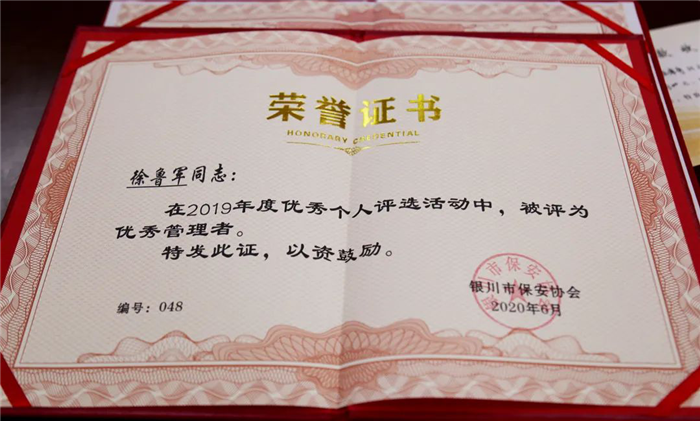 荣誉证书
HONORARY CREDENTIAL
徐鲁军同志：
在2019年度优秀个人评选活动中，被评为
优秀管理者。
特发此证，以资鼓励。
银川市保安协会
编号：048
2020年6月